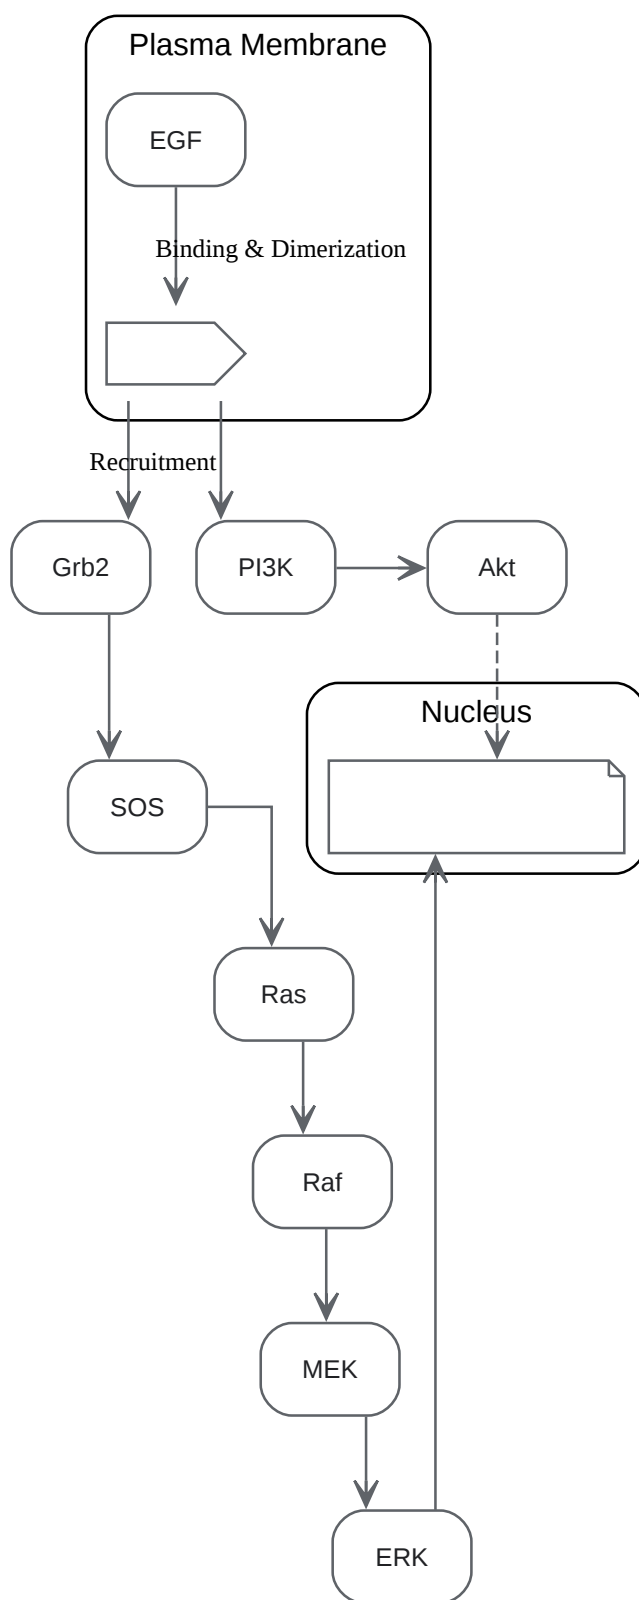 Plasma Membrane
EGF
Binding & Dimerization
Recruitment
Grb2
PI3K
Akt
Nucleus
SOS
Ras
Raf
MEK
ERK